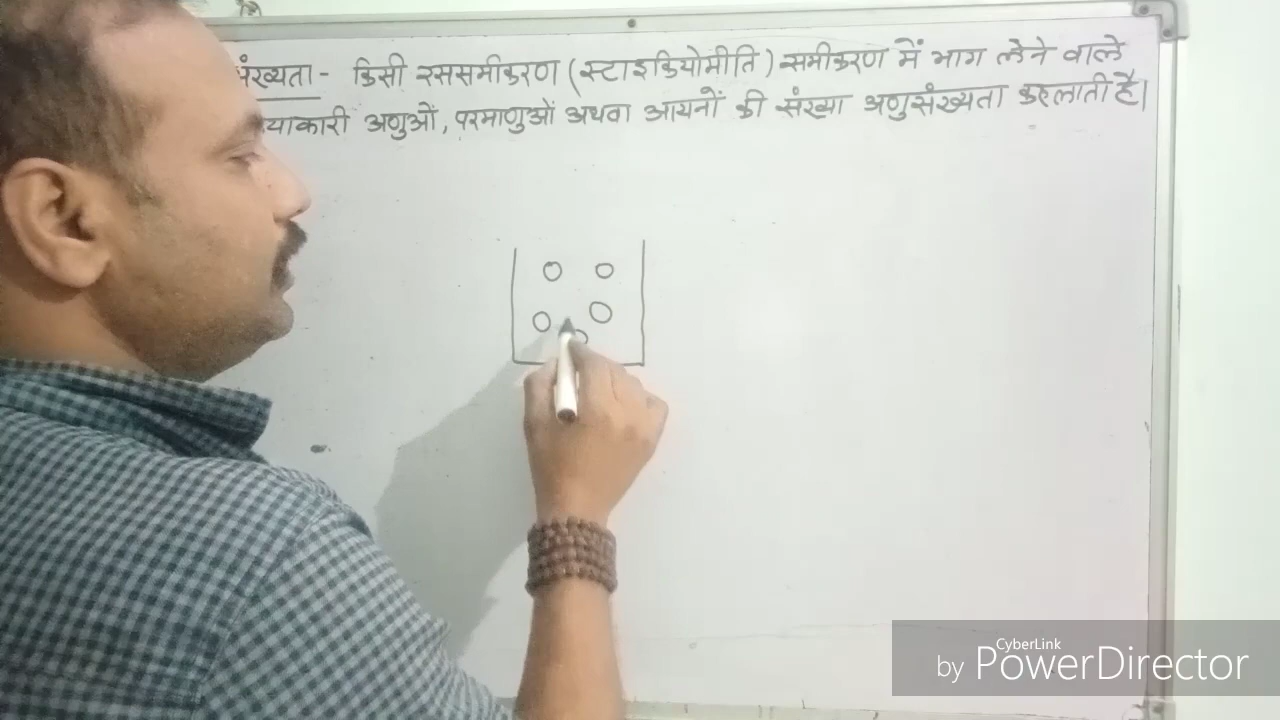 संख्यता - किसी रससमीकरण (स्टाइकियोमीति) समीकरण में भाग लेने वाले
याकारी अणुओं, परमाणुओं अथवा आयनों की संख्या अणुसंख्यता कहलाती है।
CyberLink
by PowerDirector